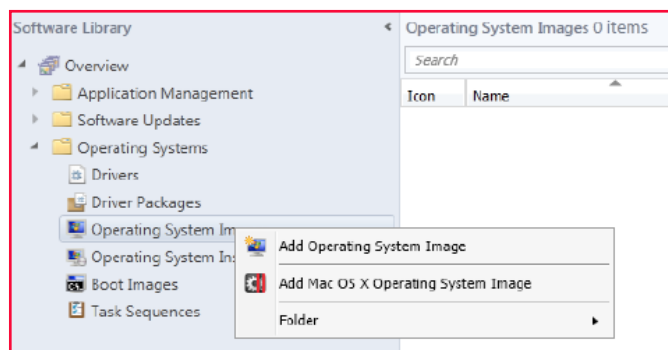 Software Library
Operating System Images 0 items
Overview
Search
Application Management
Icon Name
Software Updates
Operating Systems
Drivers
Driver Packages
Operating System Im
Add Operating System Image
Operating System Ins
Boot Images
Add Mac OS X Operating System Image
Task Sequences
Folder